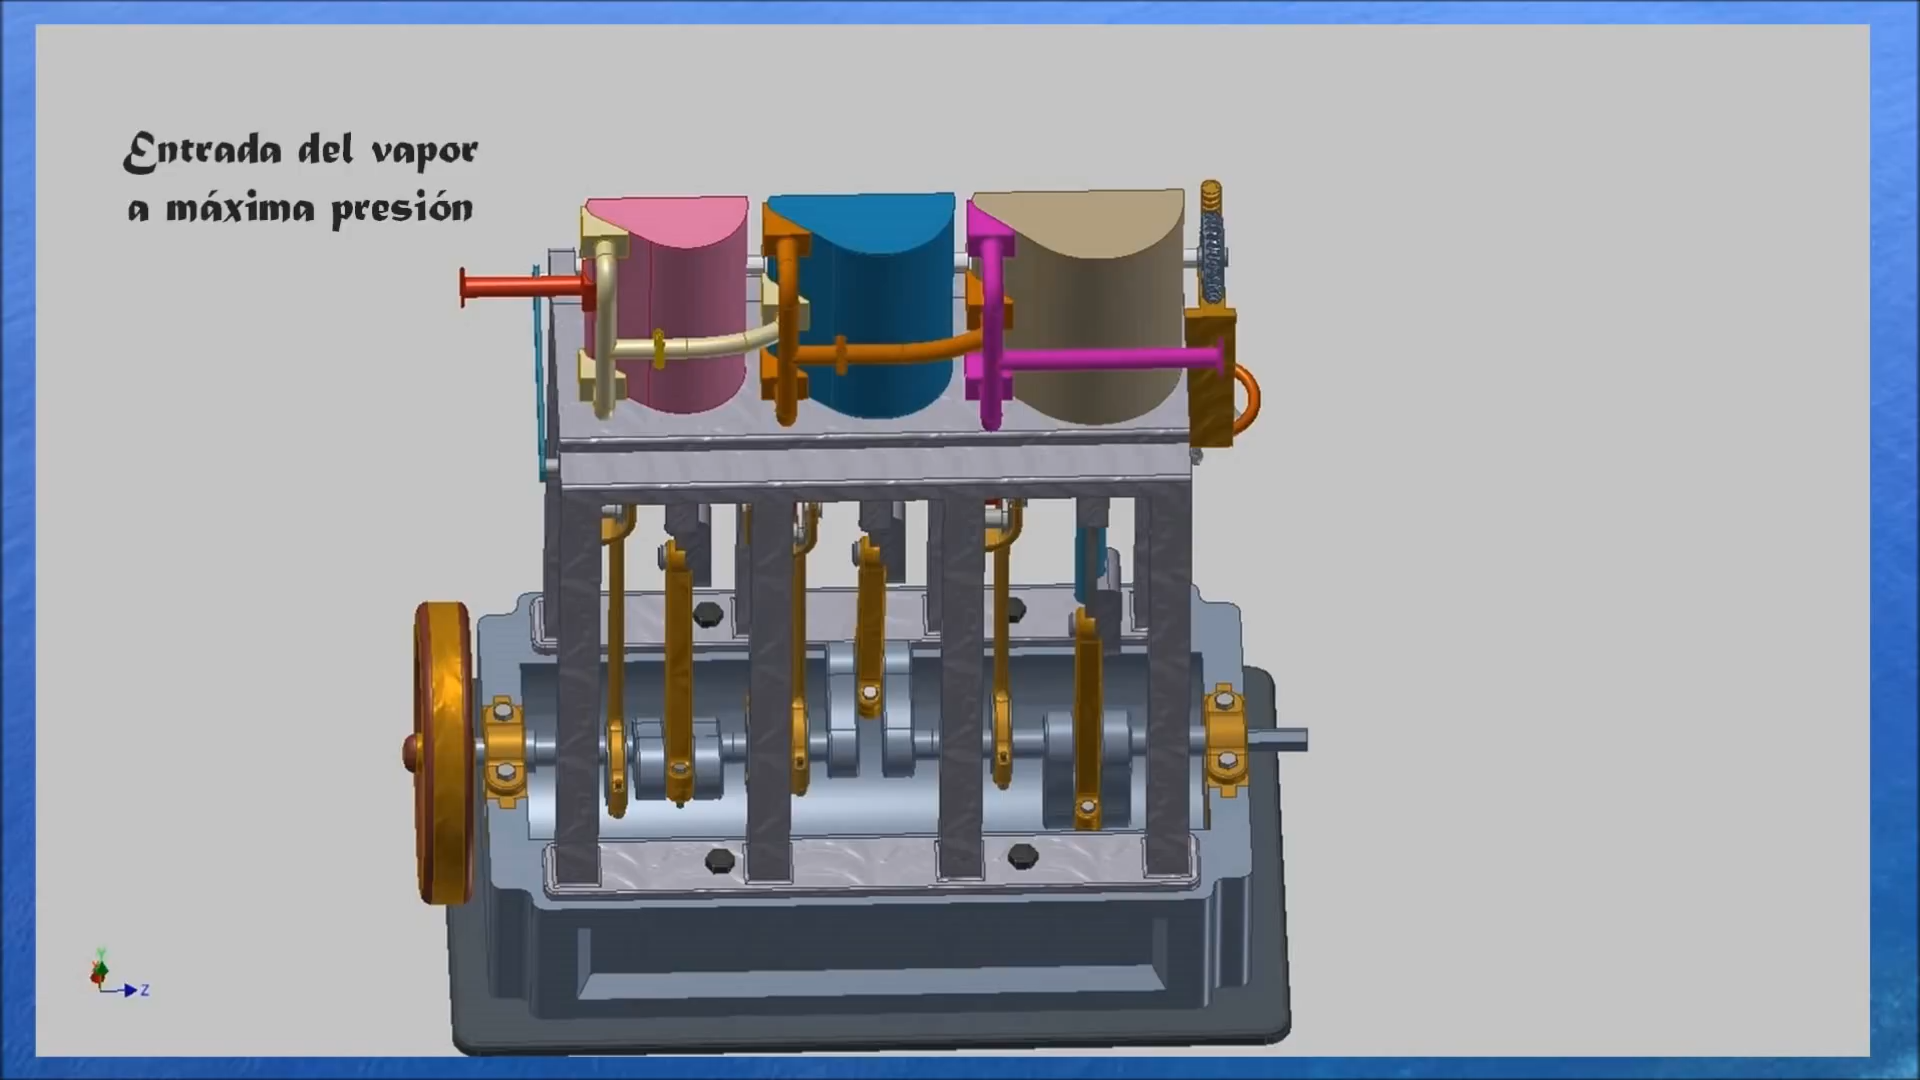 Entrada del vapor
a máxima presión
Z